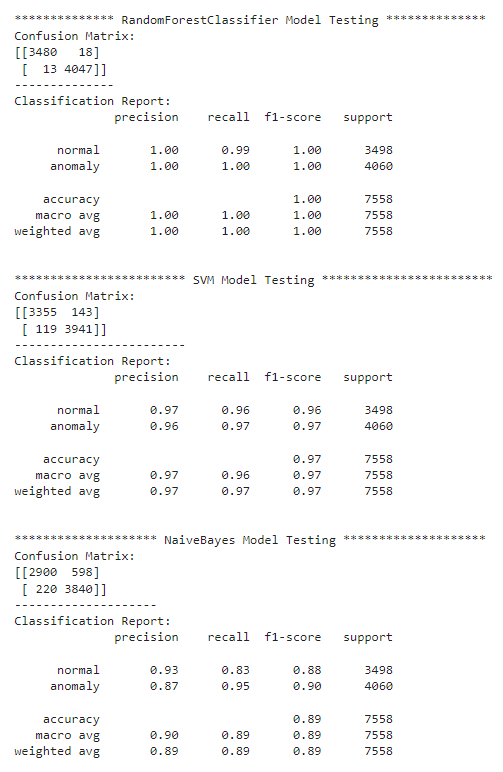 ************** RandomForestClassifier Model Testing **************
Confusion Matrix:
[[3480   18]
 [  13 4047]]
--------------
Classification Report:
              precision    recall  f1-score   support

      normal       1.00      0.99      1.00      3498
     anomaly       1.00      1.00      1.00      4060

    accuracy                           1.00      7558
   macro avg       1.00      1.00      1.00      7558
weighted avg       1.00      1.00      1.00      7558

************************ SVM Model Testing ************************
Confusion Matrix:
[[3355  143]
 [ 119 3941]]
------------------------
Classification Report:
              precision    recall  f1-score   support

      normal       0.97      0.96      0.96      3498
     anomaly       0.96      0.97      0.97      4060

    accuracy                           0.97      7558
   macro avg       0.97      0.96      0.97      7558
weighted avg       0.97      0.97      0.97      7558

******************** NaiveBayes Model Testing ********************
Confusion Matrix:
[[2900  598]
 [ 220 3840]]
--------------------
Classification Report:
              precision    recall  f1-score   support

      normal       0.93      0.83      0.88      3498
     anomaly       0.87      0.95      0.90      4060

    accuracy                           0.89      7558
   macro avg       0.90      0.89      0.89      7558
weighted avg       0.89      0.89      0.89      7558